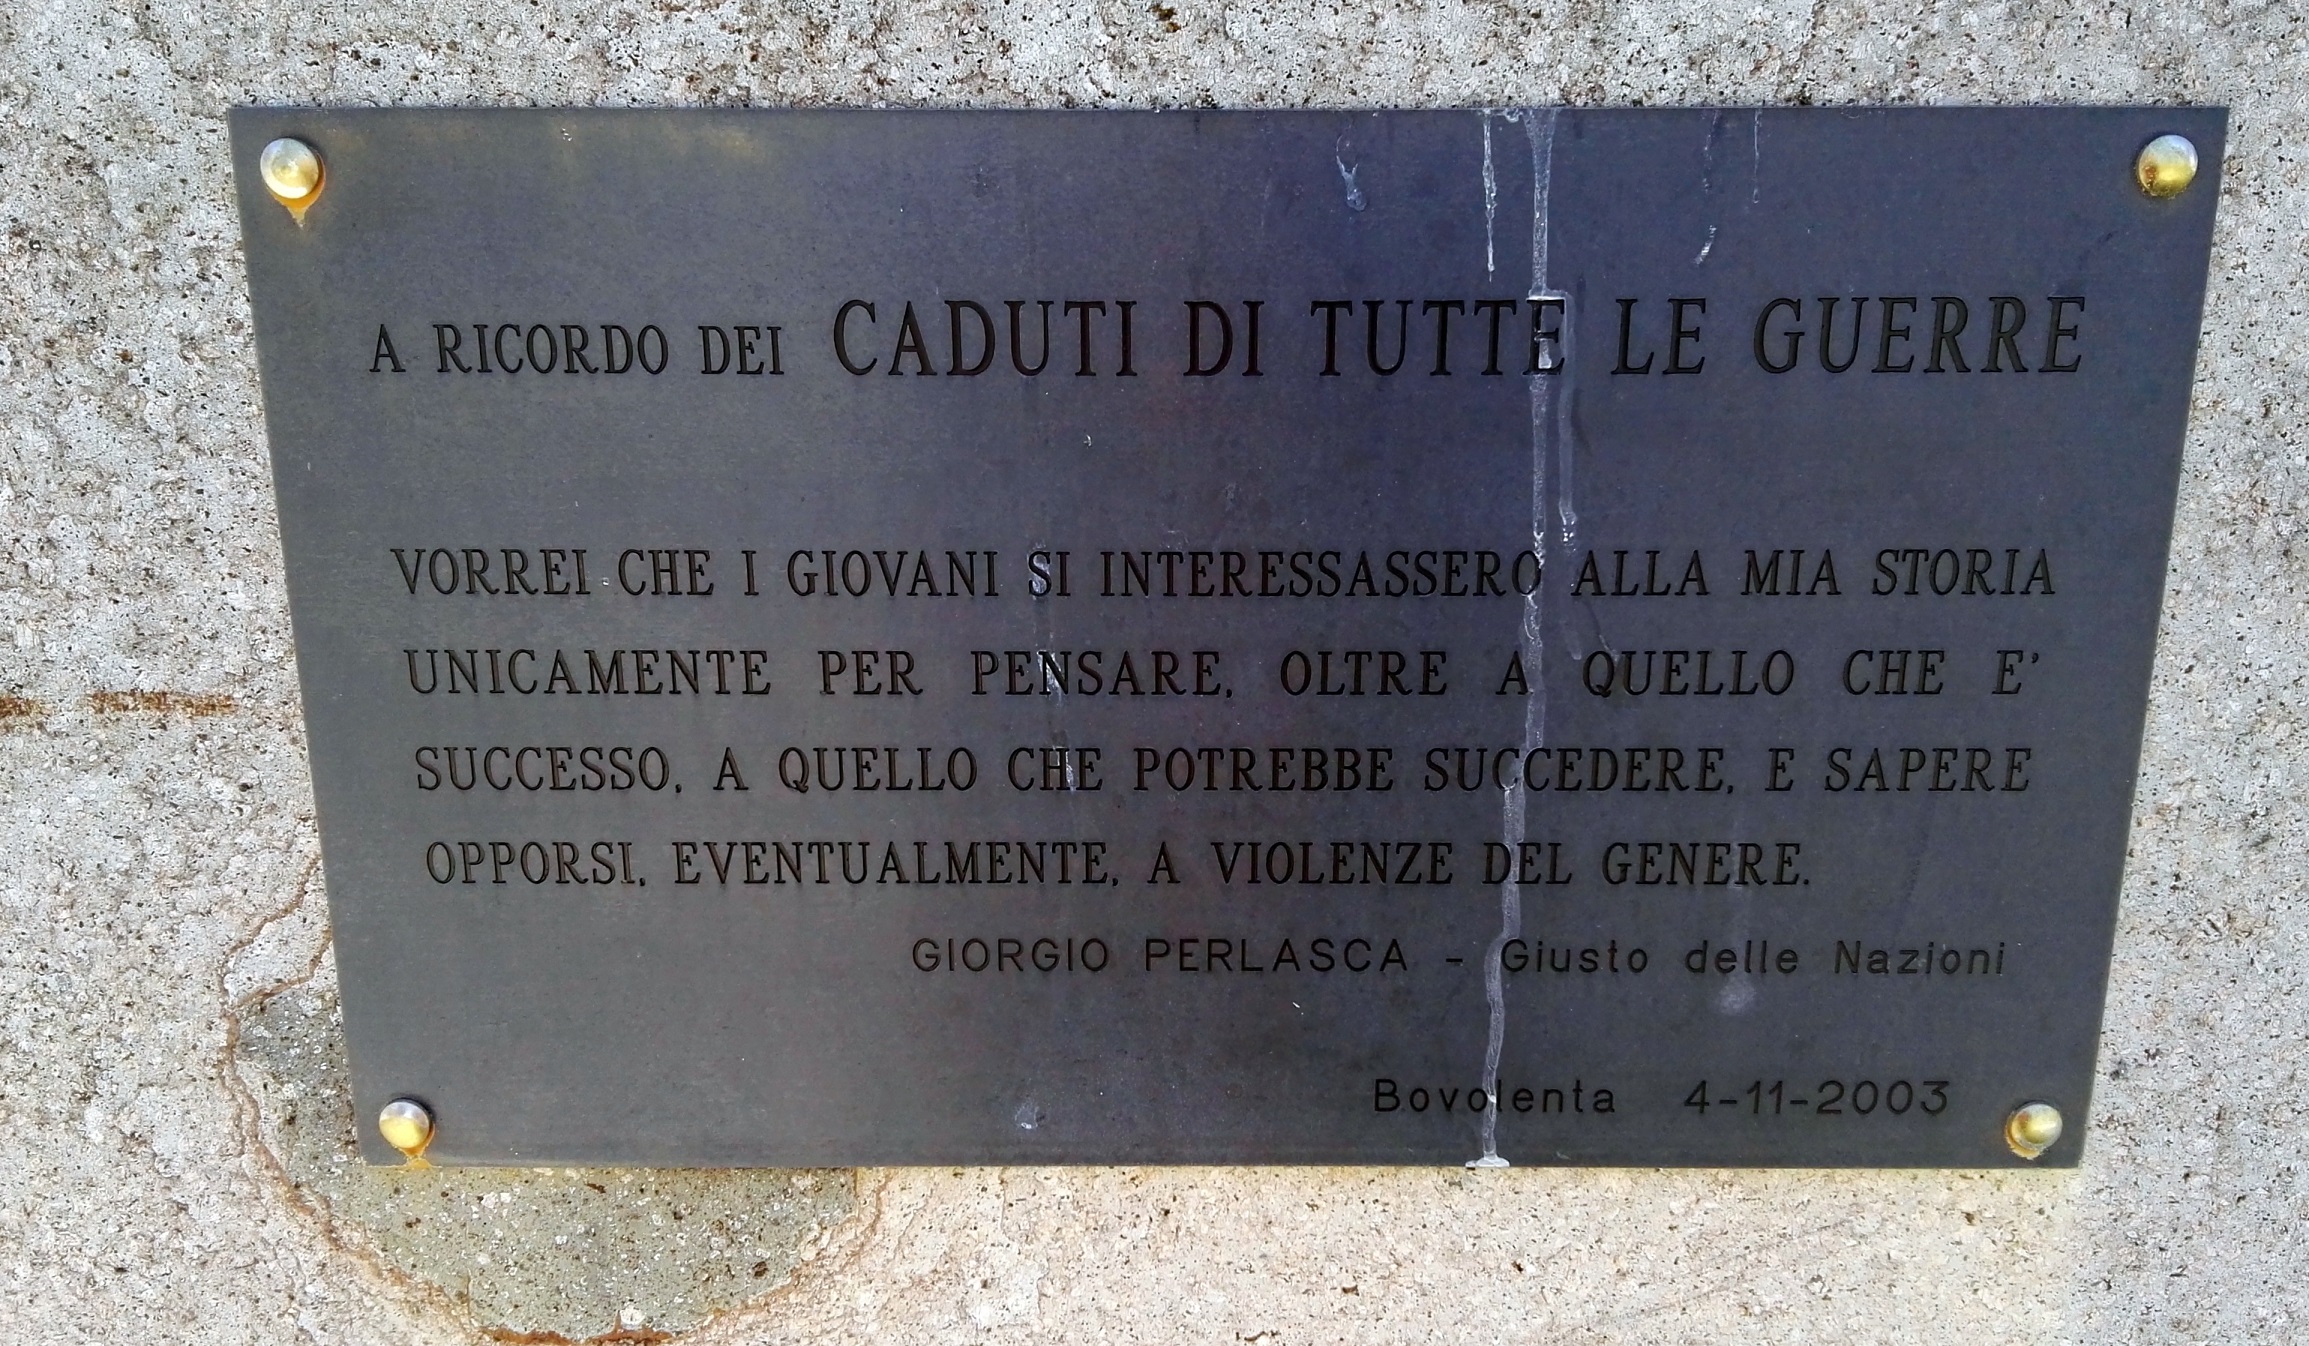 A RICORDO DEI CADUTI DI TUTTE LE GUERRE
VORREI CHE I GIOVANI SI INTERESSASSERO ALLA MIA STORIA
UNICAMENTE PER PENSARE, OLTRE A QUELLO CHE E'
SUCCESSO, A QUELLO CHE POTREBBE SUCCEDERE, E SAPERE
OPPORSI, EVENTUALMENTE, A VIOLENZE DEL GENERE.
GIORGIO PERLASCA - Giusto delle Nazioni
Bovolenta 4-11-2003